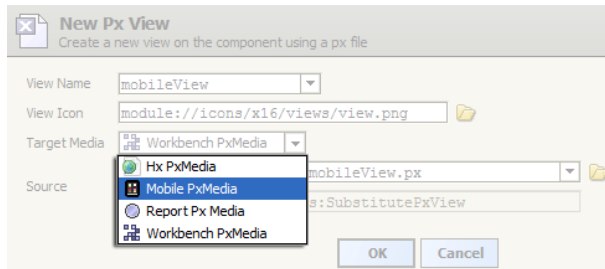 New Px View
Create a new view on the component using a px file
View Name mobileView
View Icon module://icons/x16/views/view.png
Target Media Workbench PxMedia
Hx PxMedia
mobileView.px
Mobile PxMedia
Source
s:SubstitutePxView
Report Px Media
Workbench PxMedia
OK Cancel